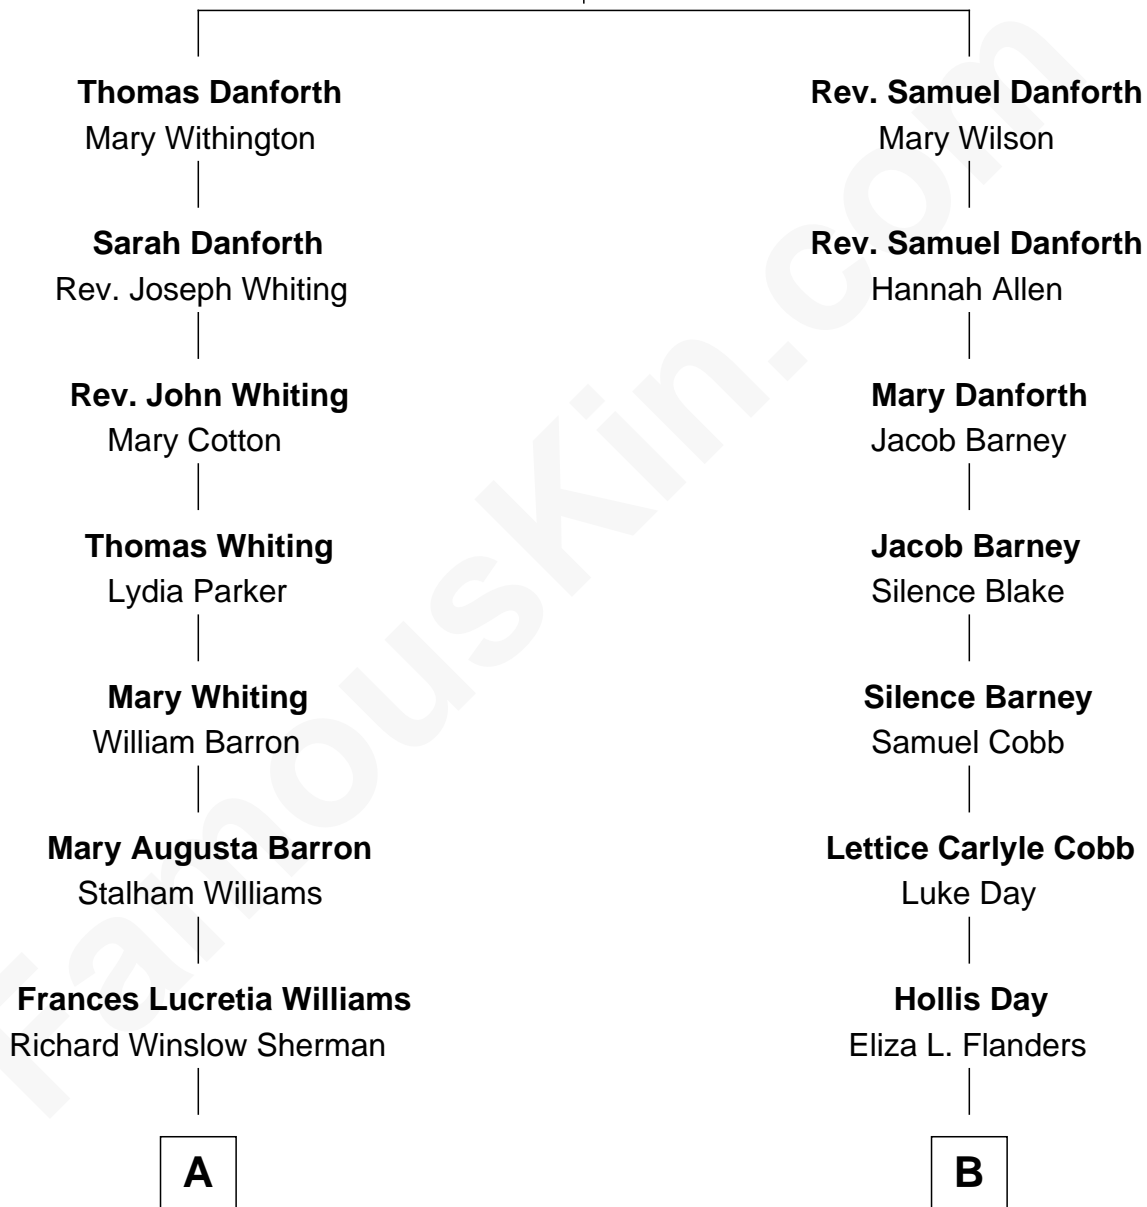 Thomas Danforth
Mary Withington
Sarah Danforth
Rev. Joseph Whiting
Rev. John Whiting
Mary Cotton
Thomas Whiting
Lydia Parker
Mary Whiting
William Barron
Mary Augusta Barron
Stalham Williams
Frances Lucretia Williams
Richard Winslow Sherman
A
Rev. Samuel Danforth
Mary Wilson
Rev. Samuel Danforth
Hannah Allen
Mary Danforth
Jacob Barney
Jacob Barney
Silence Blake
Silence Barney
Samuel Cobb
Lettice Carlyle Cobb
Luke Day
Hollis Day
Eliza L. Flanders
B
FamousKin.com